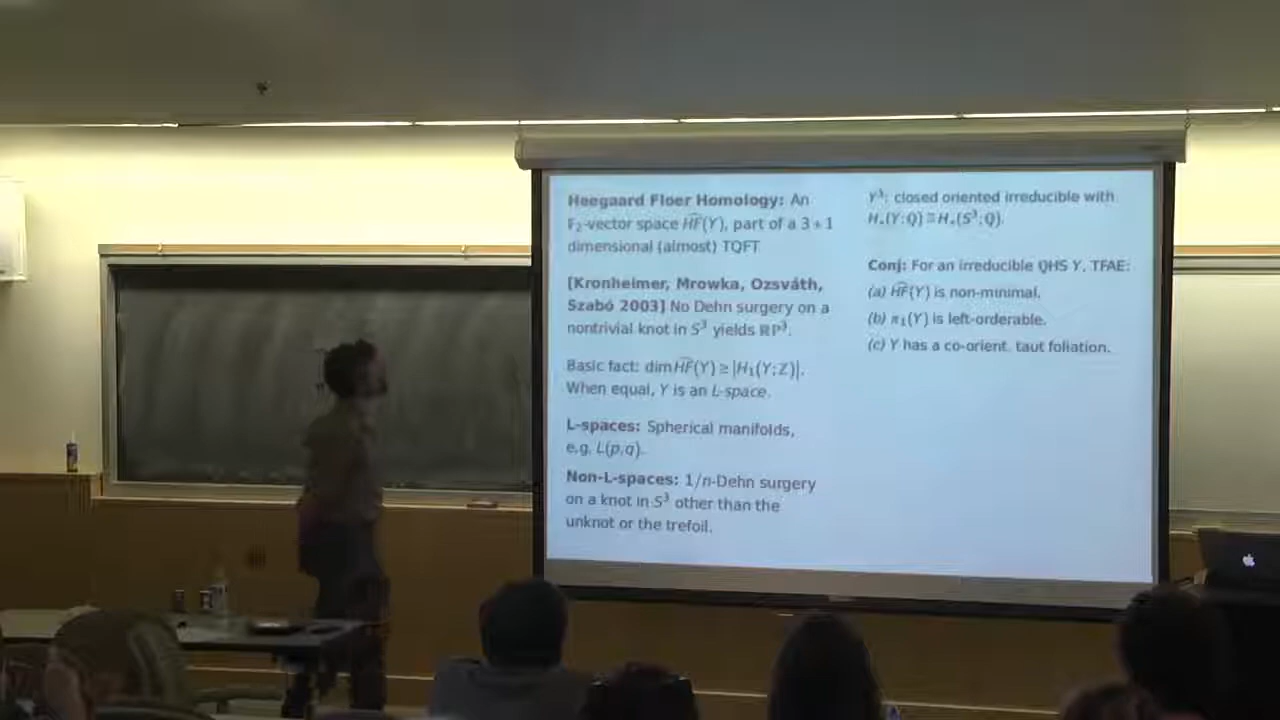 Heegaard Floer Homology: An
F₂-vector space ĤF(Y), part of a 3 + 1
dimensional (almost) TQFT
[Kronheimer, Mrowka, Ozsváth,
Szabó 2003] No Dehn surgery on a
nontrivial knot in S³ yields RP³.
Basic fact: dim ĤF(Y) ≥ |H₁(Y;Z)|.
When equal, Y is an L-space.
L-spaces: Spherical manifolds,
e.g. L(p,q).
Non-L-spaces: 1/n-Dehn surgery
on a knot in S³ other than the
unknot or the trefoil.
Y³: closed oriented irreducible with
H∗(Y;Q) ≅ H∗(S³;Q).
Conj: For an irreducible QHS Y, TFAE:
(a) ĤF(Y) is non-minimal.
(b) π₁(Y) is left-orderable.
(c) Y has a co-orient. taut foliation.